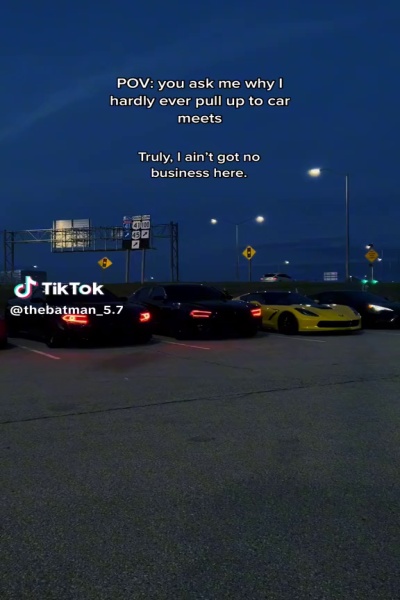 POV: you ask me why I
hardly ever pull up to car
meets
Truly, I ain't got no
business here.
TikTok
@thebatman_5.7